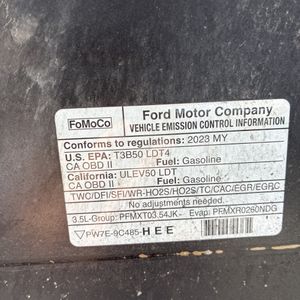 FoMoCo
Ford Motor Company
VEHICLE EMISSION CONTROL INFORMATION
Conforms to regulations: 2023 MY
U.S. EPA: T3B50 LDT4
CA OBD II Fuel: Gasoline
California: ULEV50 LDT
CA OBD II Fuel: Gasoline
TWC/DFI/SFI/WR-HO2S/HO2S/TC/CAC/EGR/EGRC
No adjustments needed.
3.5L-Group: PFMXT03.54JK Evap: PFMXR0260NDG
PW7E-9C485-HEE